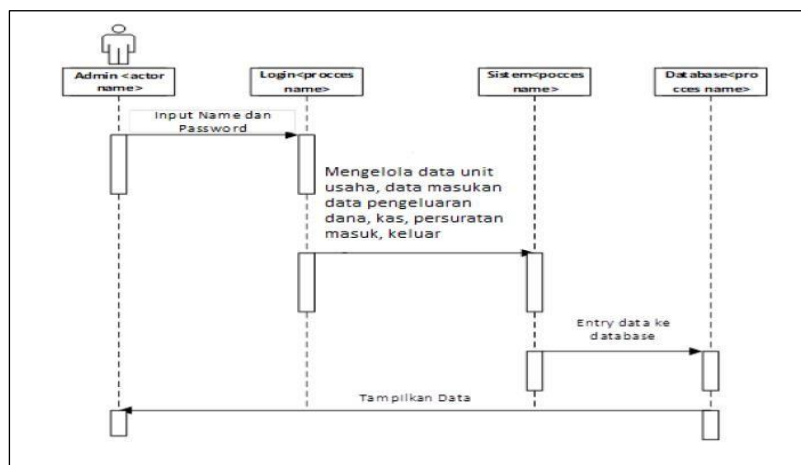 Admin <actor
name>
Login<procces
name>
Sistem<pocces
name>
Database<pro
cces name>
Input Name dan
Password
Mengelola data unit
usaha, data masukan
data pengeluaran
dana, kas, persuratan
masuk, keluar
Entry data ke
database
Tampilkan Data